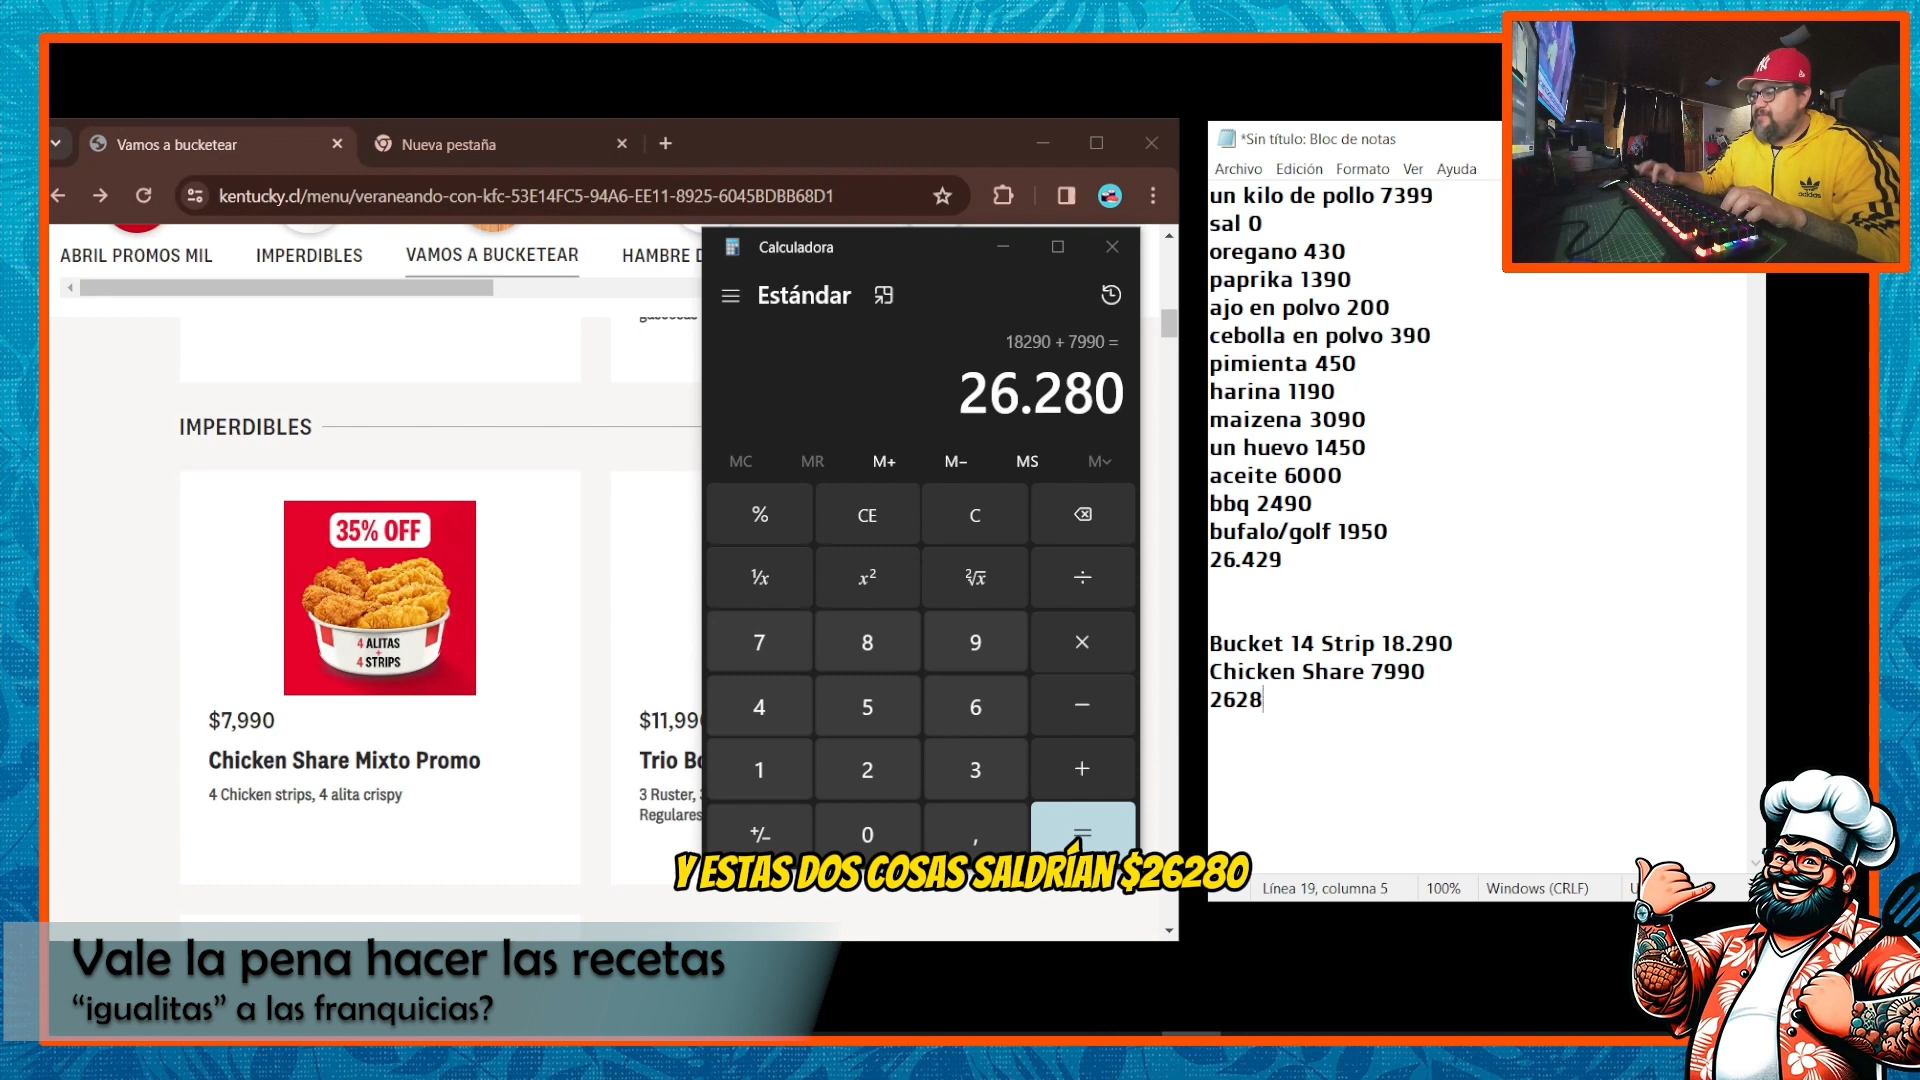 Vamos a bucketear
Nueva pestaña
kentucky.cl/menu/veraneando-con-kfc-53E14FC5-94A6-EE11-8925-6045BDBB68D1
ABRIL PROMOS MIL
IMPERDIBLES
VAMOS A BUCKETEAR
HAMBRE D
IMPERDIBLES
35% OFF
4 ALITAS
+
4 STRIPS
$7,990
Chicken Share Mixto Promo
4 Chicken strips, 4 alita crispy
$11,99
Trio Bo
3 Ruster,
Regulares
Calculadora
Estándar
18290 + 7990 =
26.280
MC MR M+ M- MS M
% CE C
¹/x x² ²√x ÷
7 8 9 ×
4 5 6 −
1 2 3 +
+/- 0 , =
*Sin título: Bloc de notas
Archivo Edición Formato Ver Ayuda
un kilo de pollo 7399
sal 0
oregano 430
paprika 1390
ajo en polvo 200
cebolla en polvo 390
pimienta 450
harina 1190
maizena 3090
un huevo 1450
aceite 6000
bbq 2490
bufalo/golf 1950
26.429
Bucket 14 Strip 18.290
Chicken Share 7990
2628
Línea 19, columna 5
100%
Windows (CRLF)
U
adidas
Y ESTAS DOS COSAS SALDRÍAN $26280
Vale la pena hacer las recetas
“igualitas” a las franquicias?